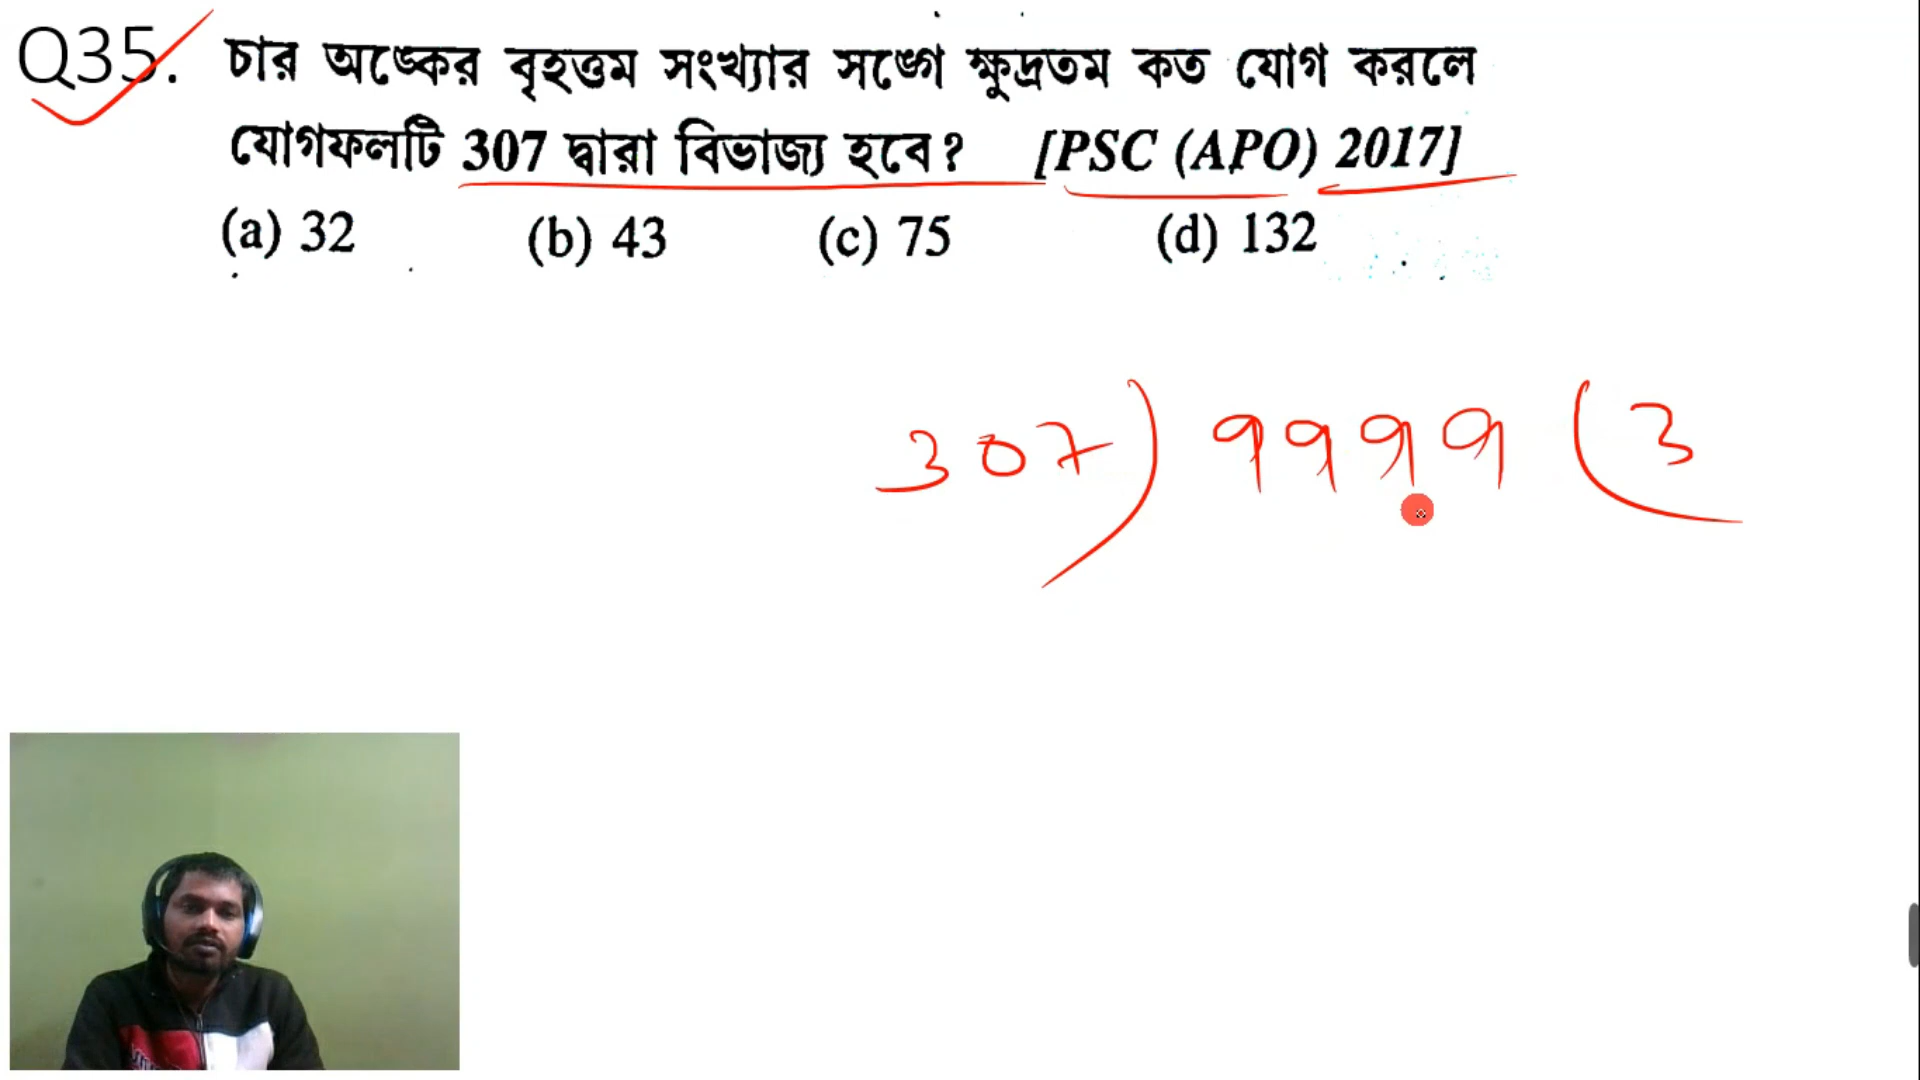 Q35. চার অঙ্কের বৃহত্তম সংখ্যার সঙ্গে ক্ষুদ্রতম কত যোগ করলে
যোগফলটি 307 দ্বারা বিভাজ্য হবে? [PSC (APO) 2017]
(a) 32 (b) 43 (c) 75 (d) 132
307) 9999 (3